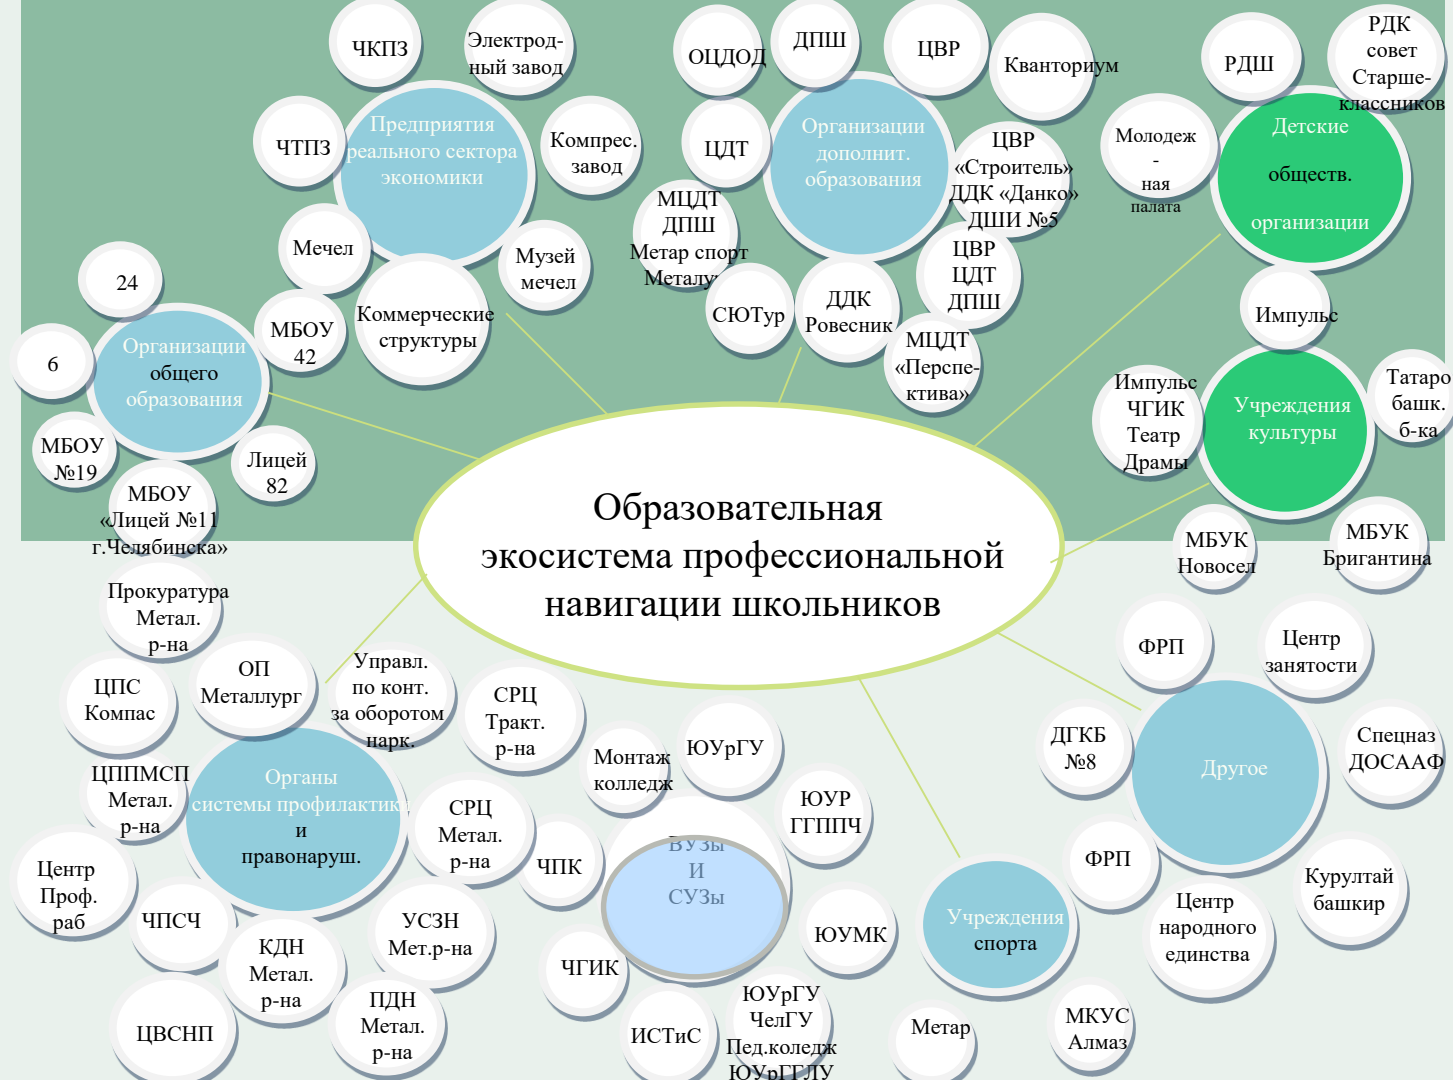 ЧКПЗ
Электрод-
ный завод
ЧТПЗ
Предприятия
реального сектора
экономики
Компрес.
завод
Мечел
Музей
мечел
Коммерческие
структуры
ОЦДОД
ДПШ
ЦВР
Кванториум
ЦДТ
Организации
дополнит.
образования
ЦВР
«Строитель»
ДДК «Данко»
ДШИ №5
МЦДТ
ДПШ
Метар спорт
СЮТур
ДДК
Ровесник
ЦВР
ЦДТ
ДПШ
МЦДТ
«Перспе-
ктива»
РДШ
РДК
совет
Старше-
классников
Молодеж
-
ная
палата
Детские
обществ.
организации
Импульс
Импульс
ЧГИК
Театр
Драмы
Учреждения
культуры
Татаро
башк.
б-ка
МБУК
Новосел
МБУК
Бригантина
24
6
Организации
общего
образования
МБОУ
42
МБОУ
№19
Лицей
82
МБОУ
«Лицей №11
г.Челябинска»
Образовательная
экосистема профессиональной
навигации школьников
Прокуратура
Метал.
р-на
ЦПС
Компас
ОП
Металлург
Управл.
по конт.
за оборотом
нарк.
СРЦ
Тракт.
р-на
ЦППМСП
Метал.
р-на
Органы
системы профилактики
и
правонаруш.
СРЦ
Метал.
р-на
Центр
Проф.
раб
ЧПСЧ
КДН
Метал.
р-на
УСЗН
Мет.р-на
ЦВСНП
ПДН
Метал.
р-на
Монтаж
колледж
ЮУрГУ
ЮУР
ГГППЧ
ЧПК
ВУЗы
И
СУЗы
ЮУМК
ЧГИК
ИСТиС
ЮУрГУ
ЧелГУ
Пед.коледж
ЮУрГГПУ
Учреждения
спорта
Метар
МКУС
Алмаз
ФРП
Центр
занятости
ДГКБ
№8
Другое
Спецназ
ДОСААФ
ФРП
Центр
народного
единства
Курултай
башкир